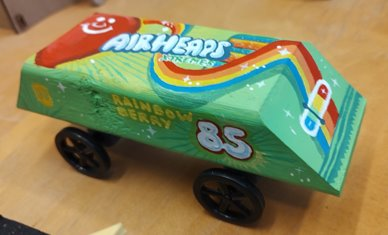 AIRHEADS
XTREMES
RAINBOW
BERRY
85